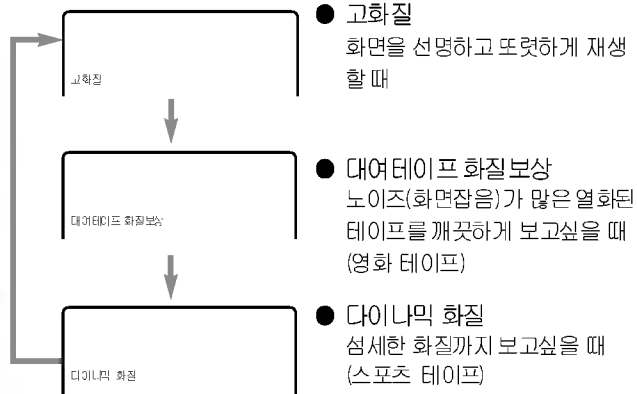 ● 고화질
화면을 선명하고 또렷하게 재생
할 때
고화질
● 대여테이프 화질보상
노이즈(화면잡음)가 많은 열화된
테이프를 깨끗하게 보고싶을 때
(영화 테이프)
대여테이프 화질보상
● 다이나믹 화질
섬세한 화질까지 보고싶을 때
(스포츠 테이프)
다이나믹 화질